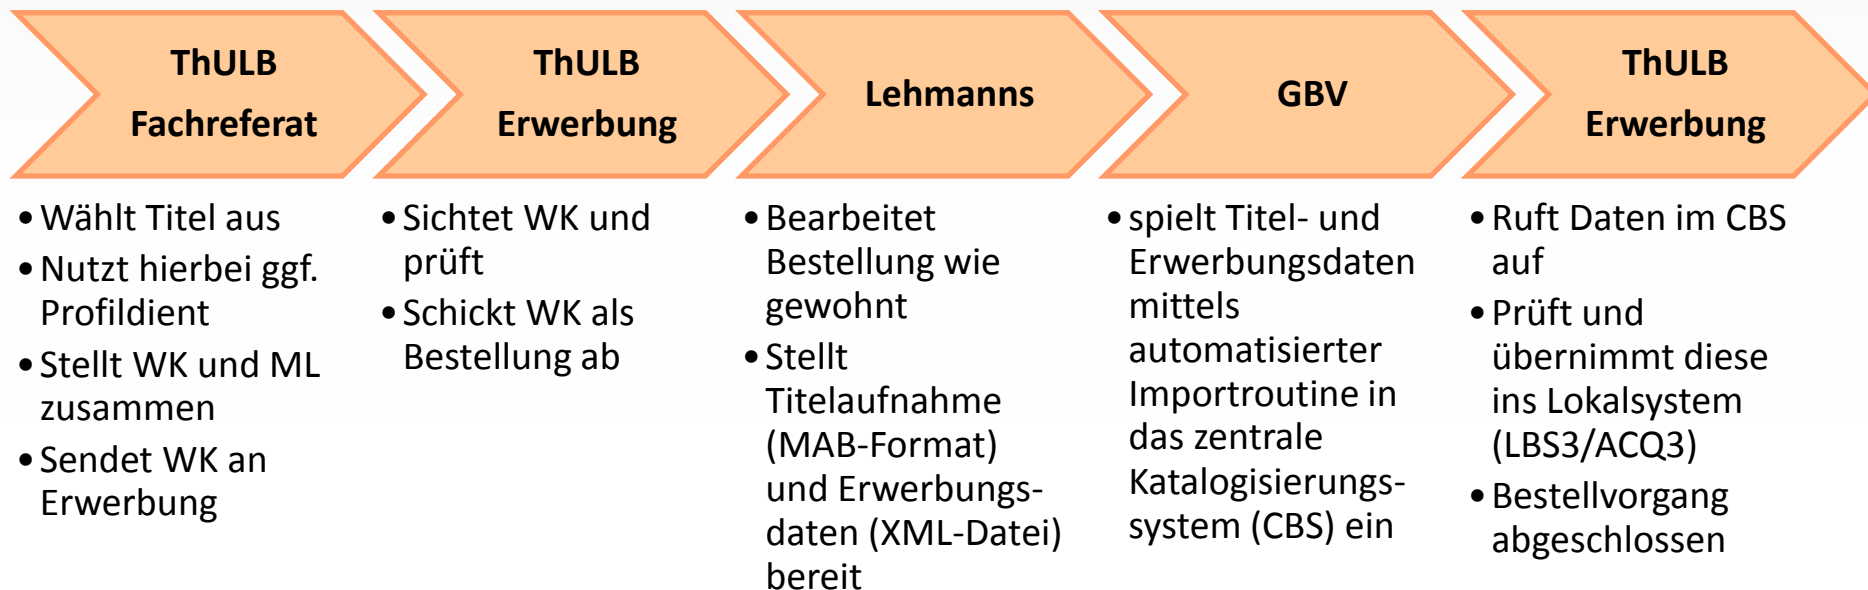 ThULB
Fachreferat
• Wählt Titel aus
• Nutzt hierbei ggf.
Profildient
• Stellt WK und ML
zusammen
• Sendet WK an
Erwerbung
ThULB
Erwerbung
• Sichtet WK und
prüft
• Schickt WK als
Bestellung ab
Lehmanns
• Bearbeitet
Bestellung wie
gewohnt
• Stellt
Titelaufnahme
(MAB-Format)
und Erwerbungs-
daten (XML-Datei)
bereit
GBV
• spielt Titel- und
Erwerbungsdaten
mittels
automatisierter
Importroutine in
das zentrale
Katalogisierungs-
system (CBS) ein
ThULB
Erwerbung
• Ruft Daten im CBS
auf
• Prüft und
übernimmt diese
ins Lokalsystem
(LBS3/ACQ3)
• Bestellvorgang
abgeschlossen